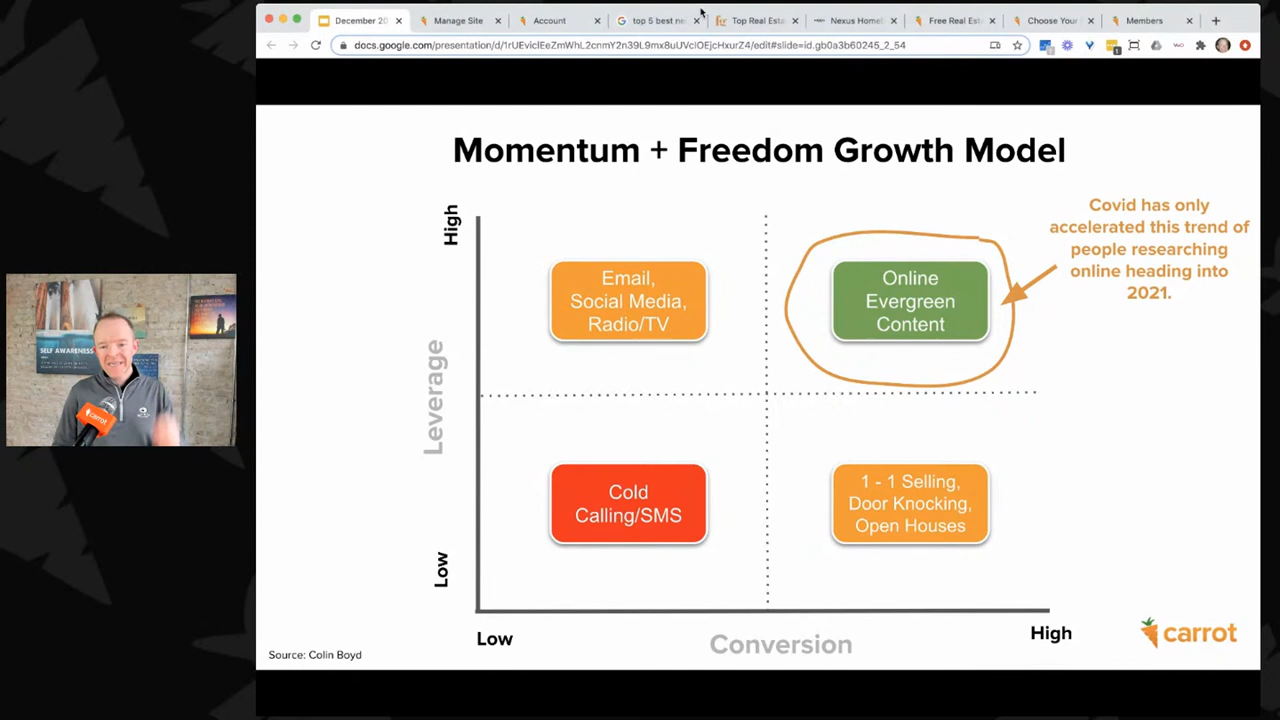 December 20
Manage Site
Account
top 5 best ne
Top Real Esta
Nexus Home
Free Real Esta
Choose Your
Members
docs.google.com/presentation/d/1rUEvicIEeZmWhL2cnmY2n39L9mx8uUVcIOEjcHxurZ4/edit#slide=id.gb0a3b60245_2_54
Momentum + Freedom Growth Model
Covid has only
accelerated this trend of
people researching
online heading into
2021.
High
Leverage
Low
Email,
Social Media,
Radio/TV
Online
Evergreen
Content
Cold
Calling/SMS
1 - 1 Selling,
Door Knocking,
Open Houses
Low
Conversion
High
Source: Colin Boyd
carrot
SELF AWARENESS
carrot